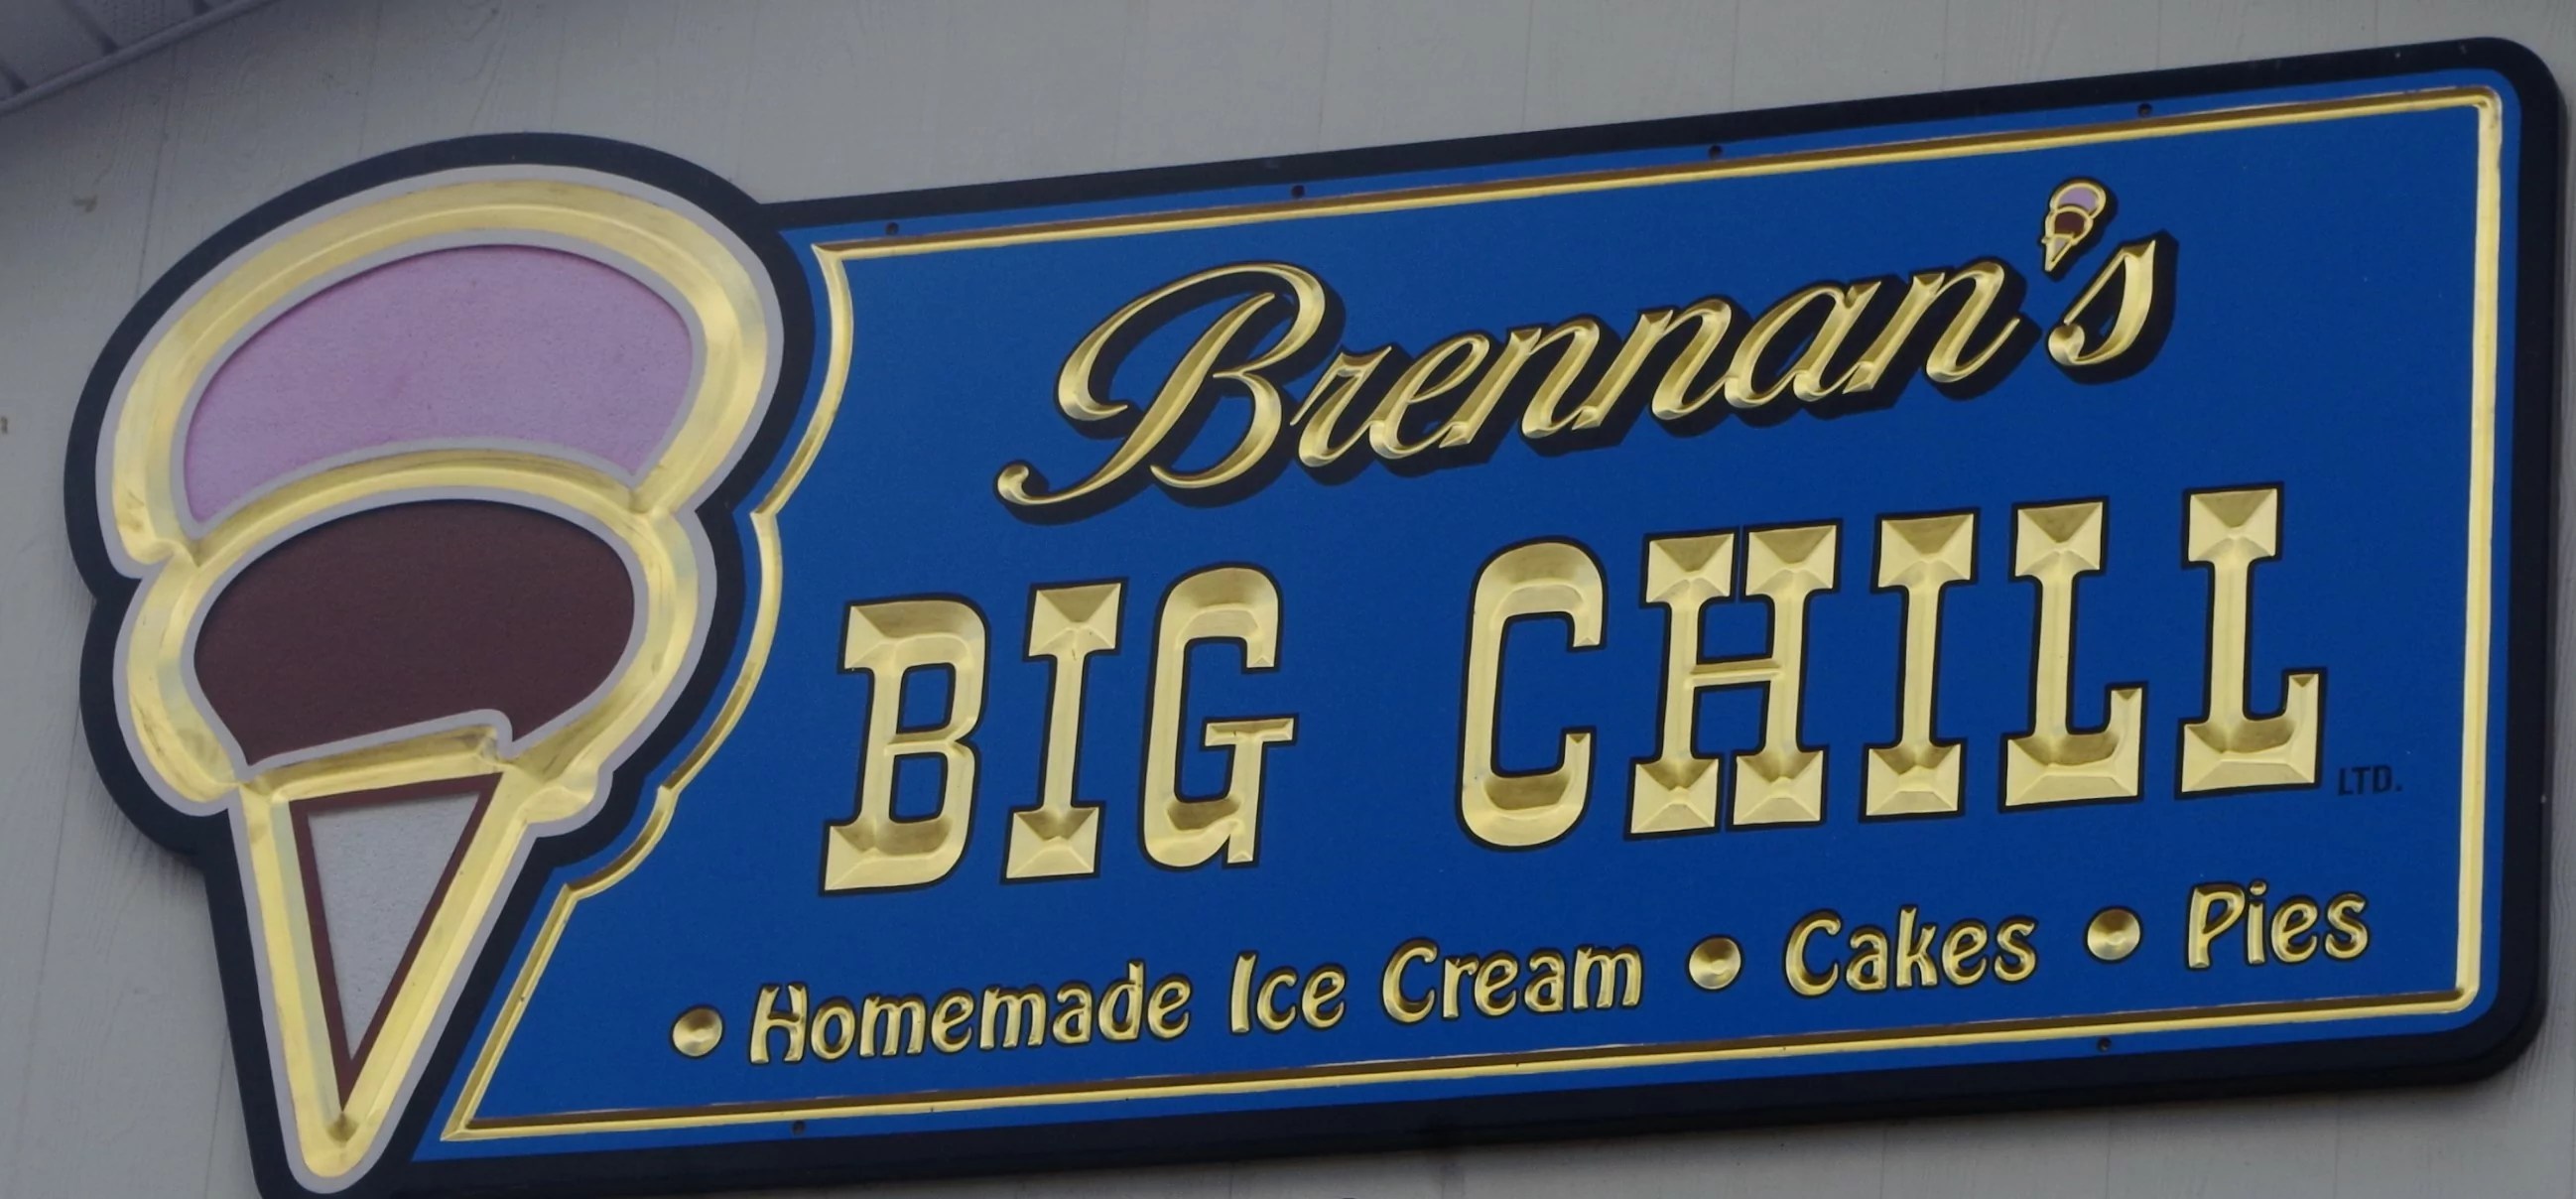 Brennan's
BIG CHILL LTD.
• Homemade Ice Cream • Cakes • Pies